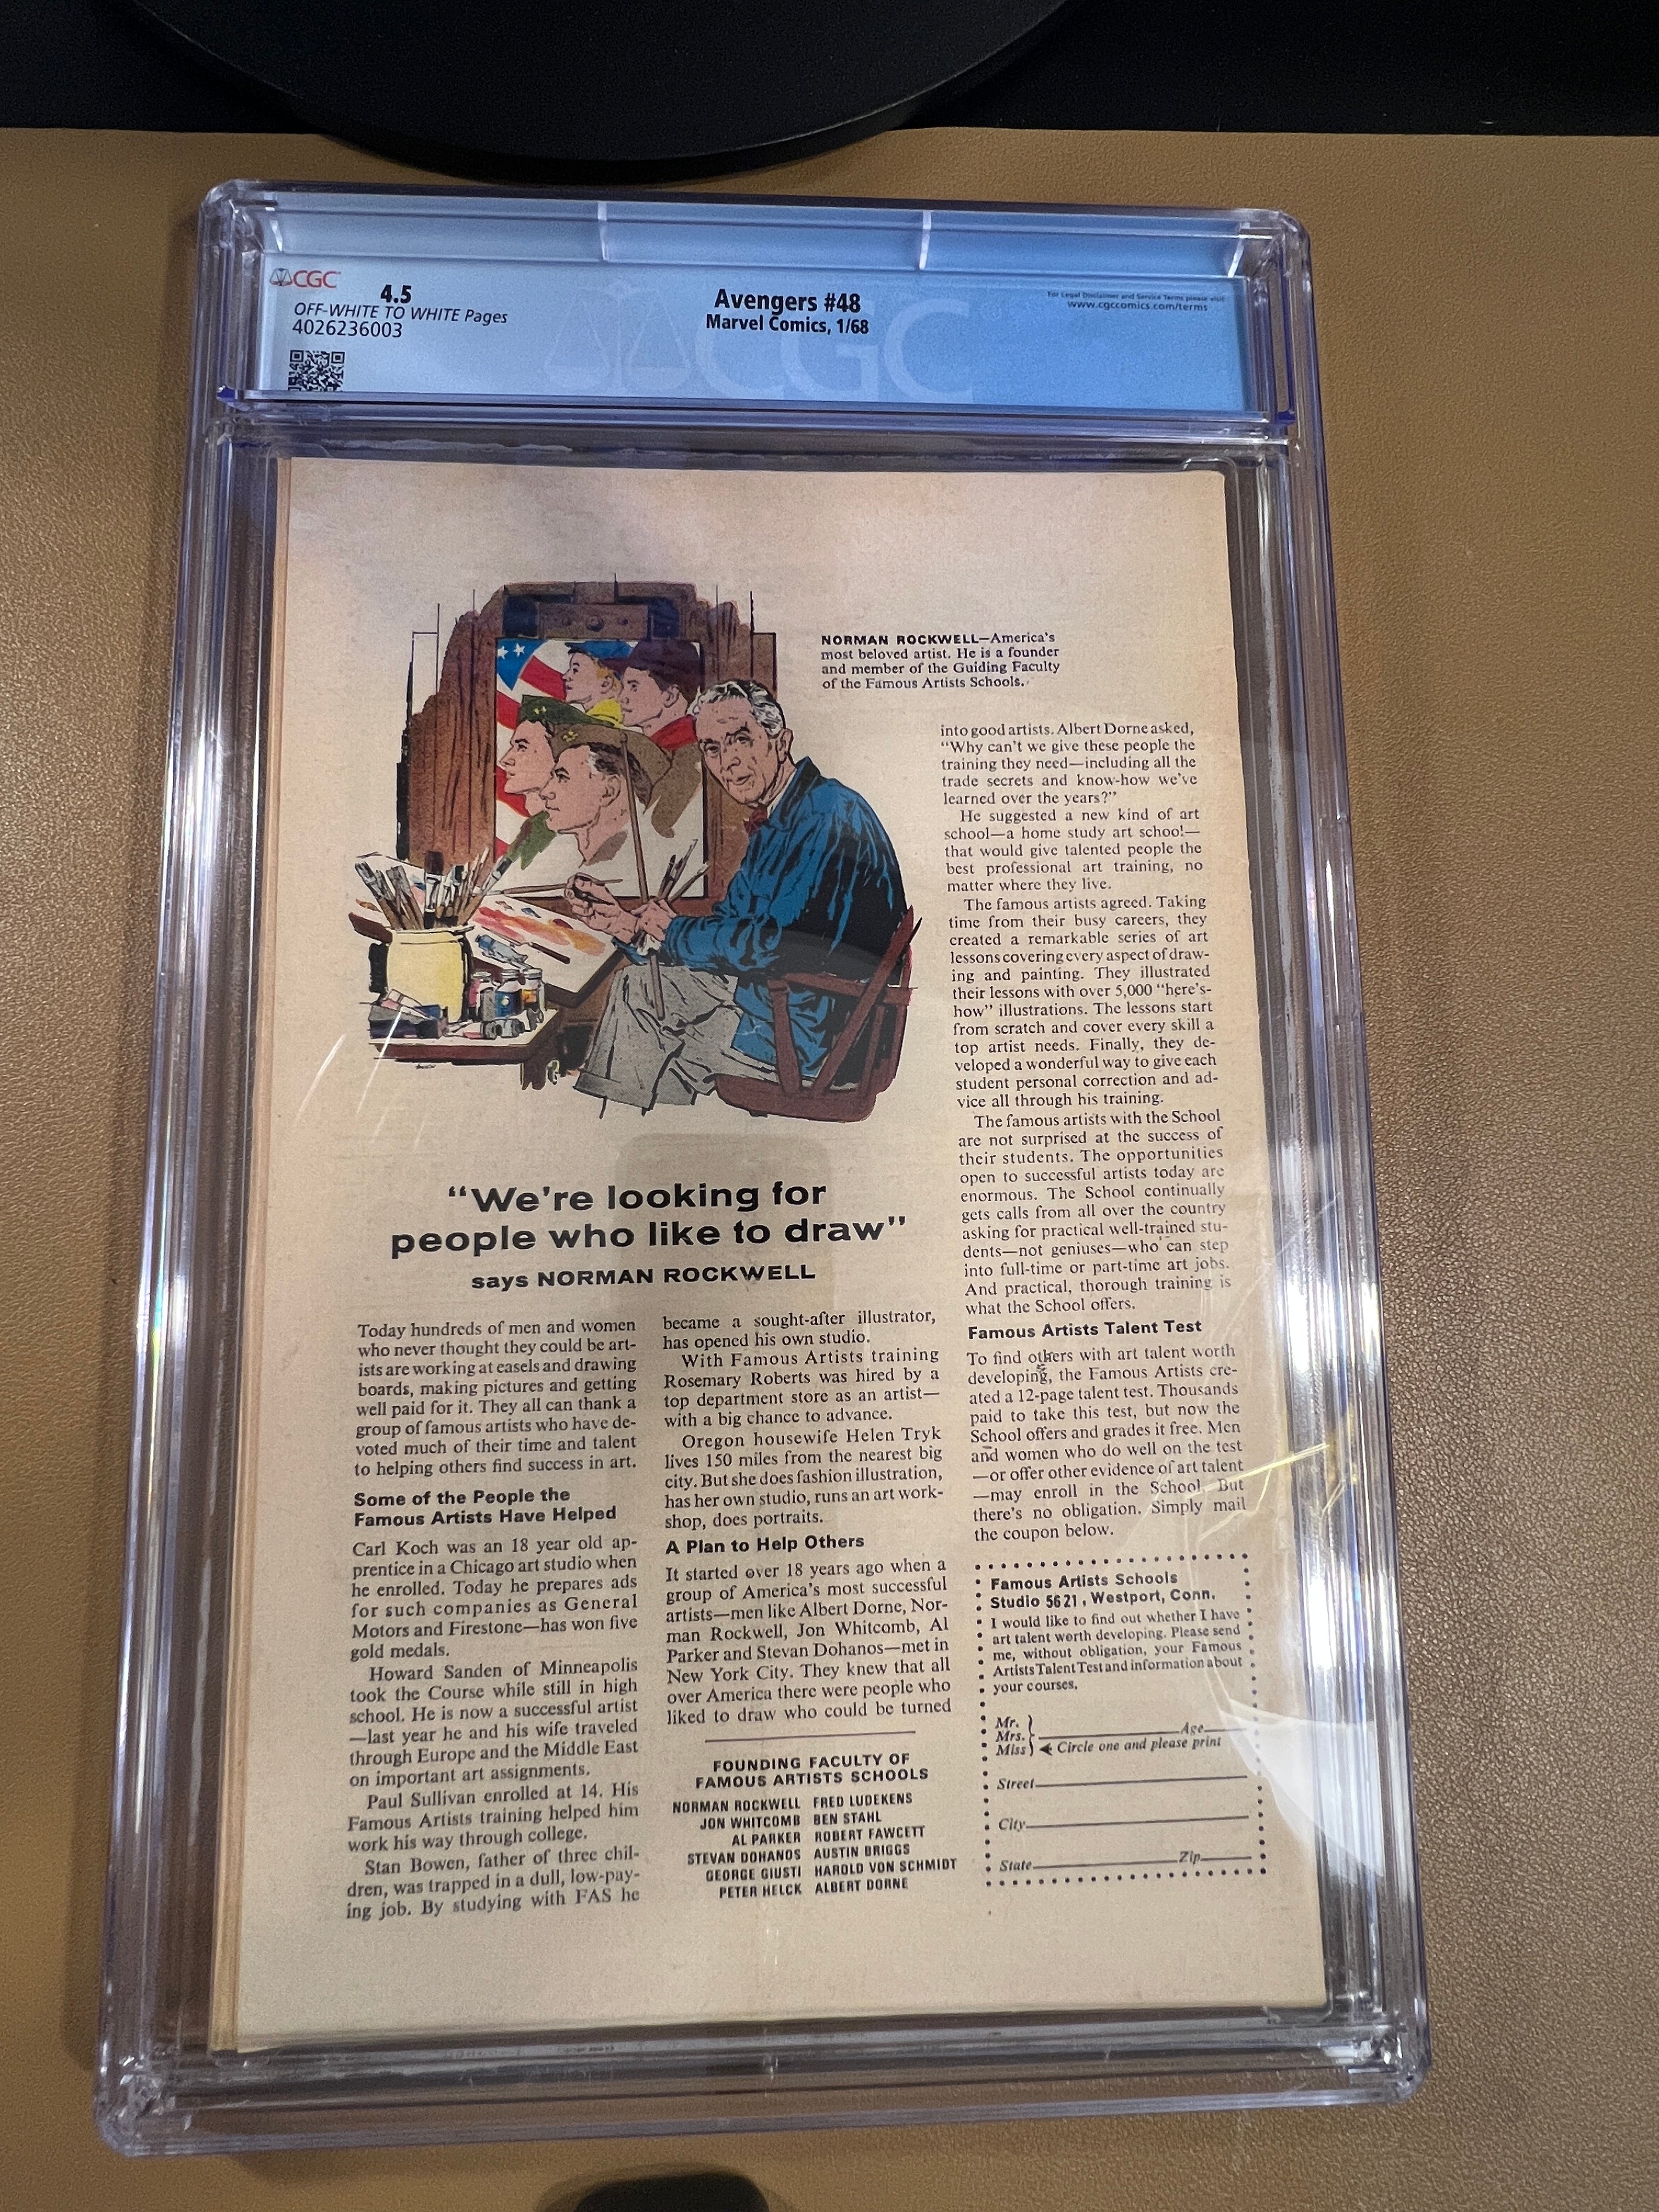 CGC
4.5
OFF-WHITE TO WHITE Pages
4026236003
Avengers #48
Marvel Comics, 1/68
For Legal Disclaimer and Service Terms please visit
www.cgccomics.com/terms
CGC
NORMAN ROCKWELL—America's
most beloved artist. He is a founder
and member of the Guiding Faculty
of the Famous Artists Schools.
"We're looking for
people who like to draw"
says NORMAN ROCKWELL
Today hundreds of men and women
who never thought they could be art-
ists are working at easels and drawing
boards, making pictures and getting
well paid for it. They all can thank a
group of famous artists who have de-
voted much of their time and talent
to helping others find success in art.
Some of the People the
Famous Artists Have Helped
Carl Koch was an 18 year old ap-
prentice in a Chicago art studio when
he enrolled. Today he prepares ads
for such companies as General
Motors and Firestone—has won five
gold medals.
Howard Sanden of Minneapolis
took the Course while still in high
school. He is now a successful artist
—last year he and his wife traveled
through Europe and the Middle East
on important art assignments.
Paul Sullivan enrolled at 14. His
Famous Artists training helped him
work his way through college.
Stan Bowen, father of three chil-
dren, was trapped in a dull, low-pay-
ing job. By studying with FAS he
became a sought-after illustrator,
has opened his own studio.
With Famous Artists training
Rosemary Roberts was hired by a
top department store as an artist—
with a big chance to advance.
Oregon housewife Helen Tryk
lives 150 miles from the nearest big
city. But she does fashion illustration,
has her own studio, runs an art work-
shop, does portraits.
A Plan to Help Others
It started over 18 years ago when a
group of America's most successful
artists—men like Albert Dorne, Nor-
man Rockwell, Jon Whitcomb, Al
Parker and Stevan Dohanos—met in
New York City. They knew that all
over America there were people who
liked to draw who could be turned
FOUNDING FACULTY OF
FAMOUS ARTISTS SCHOOLS
NORMAN ROCKWELL FRED LUDEKENS
JON WHITCOMB BEN STAHL
AL PARKER ROBERT FAWCETT
STEVAN DOHANOS AUSTIN BRIGGS
GEORGE GIUSTI HAROLD VON SCHMIDT
PETER HELCK ALBERT DORNE
into good artists. Albert Dorne asked,
"Why can't we give these people the
training they need—including all the
trade secrets and know-how we've
learned over the years?"
He suggested a new kind of art
school—a home study art school—
that would give talented people the
best professional art training, no
matter where they live.
The famous artists agreed. Taking
time from their busy careers, they
created a remarkable series of art
lessons covering every aspect of draw-
ing and painting. They illustrated
their lessons with over 5,000 "here's-
how" illustrations. The lessons start
from scratch and cover every skill a
top artist needs. Finally, they de-
veloped a wonderful way to give each
student personal correction and ad-
vice all through his training.
The famous artists with the School
are not surprised at the success of
their students. The opportunities
open to successful artists today are
enormous. The School continually
gets calls from all over the country
asking for practical well-trained stu-
dents—not geniuses—who can step
into full-time or part-time art jobs.
And practical, thorough training is
what the School offers.
Famous Artists Talent Test
To find others with art talent worth
developing, the Famous Artists cre-
ated a 12-page talent test. Thousands
paid to take this test, but now the
School offers and grades it free. Men
and women who do well on the test
—or offer other evidence of art talent
—may enroll in the School. But
there's no obligation. Simply mail
the coupon below.
Famous Artists Schools
Studio 5621, Westport, Conn.
I would like to find out whether I have
art talent worth developing. Please send
me, without obligation, your Famous
Artists Talent Test and information about
your courses.
Mr.
Mrs. Age
Miss Circle one and please print
Street
City
State Zip